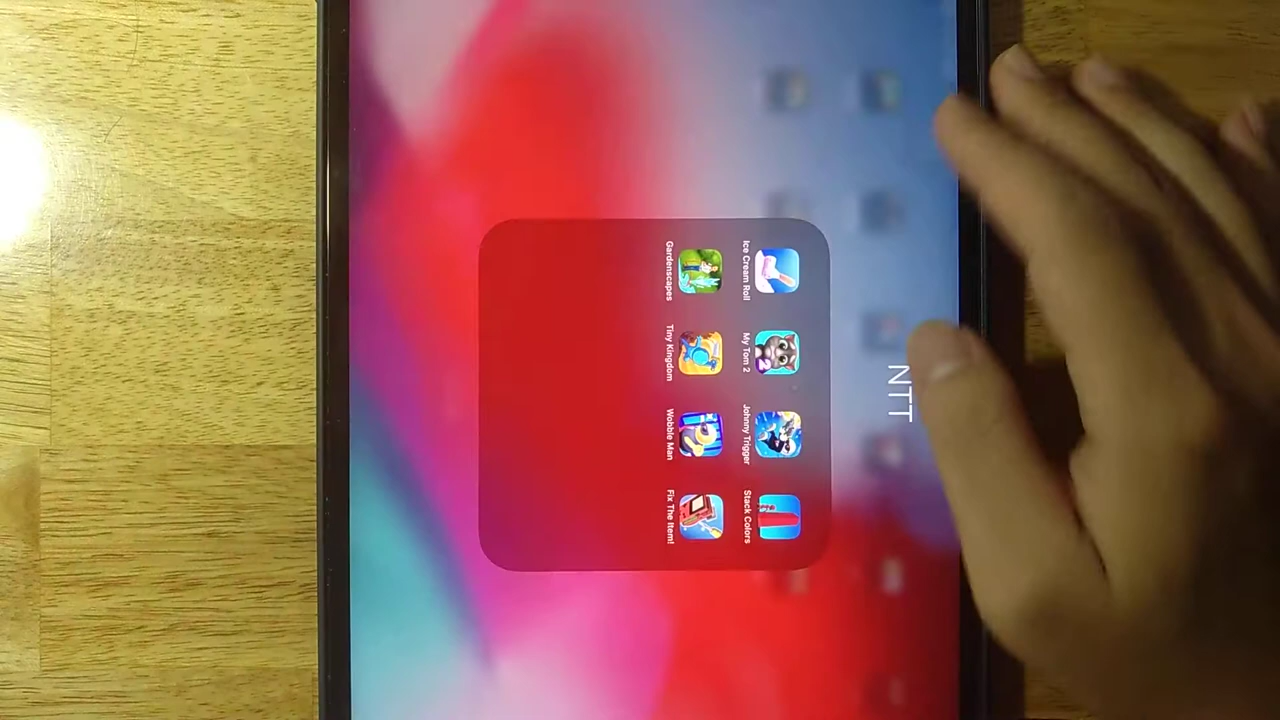 NTT
Ice Cream Roll
My Tom 2
Johnny Trigger
Stack Colors
Gardenscapes
Tiny Kingdom
Wobble Man
Fix The Item!